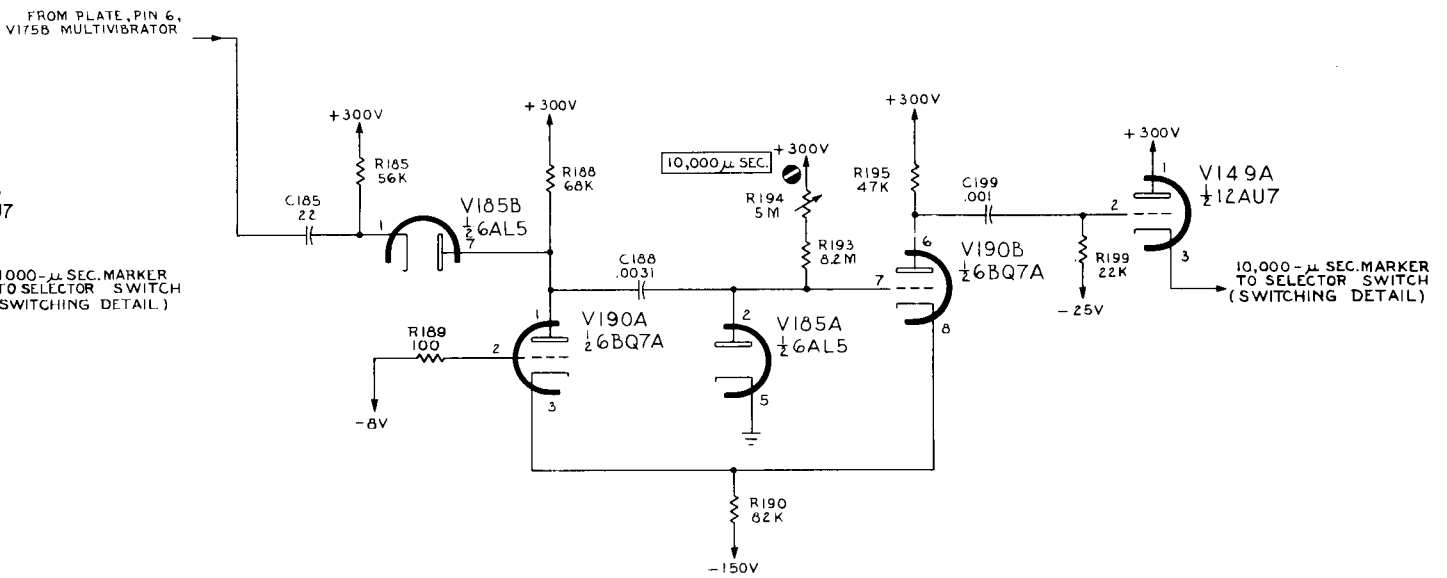 FROM PLATE, PIN 6,
V175B MULTIVIBRATOR
+300V
R185
56K
C185
22
1
V185B
½6AL5
7
+300V
R188
68K
U7
1000-μ SEC. MARKER
TO SELECTOR SWITCH
(SWITCHING DETAIL)
C188
.0031
R189
100
-8V
1
2
3
V190A
½6BQ7A
2
V185A
½6AL5
5
10,000 μ SEC.
+300V
R194
5M
R193
8.2M
+300V
R195
47K
6
7
8
V190B
½6BQ7A
C199
.001
R199
22K
-25V
+300V
1
2
3
V149A
½12AU7
10,000-μ SEC. MARKER
TO SELECTOR SWITCH
(SWITCHING DETAIL)
R190
82K
-150V